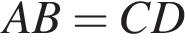 AB = CD